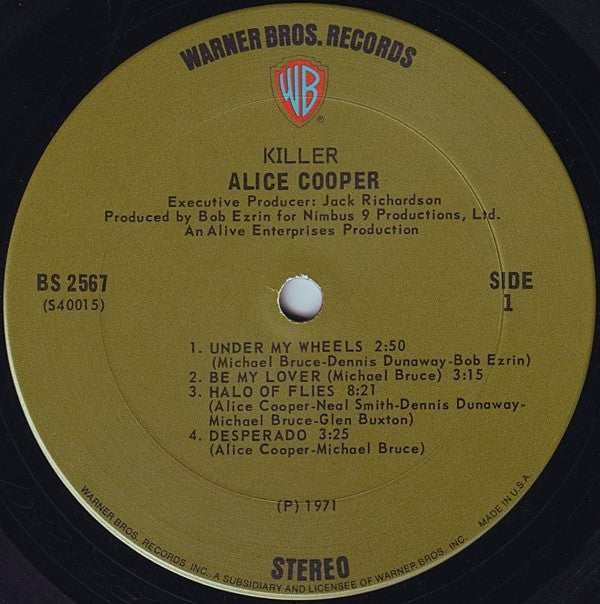 WARNER BROS. RECORDS
WB
®
KILLER
ALICE COOPER
Executive Producer: Jack Richardson
Produced by Bob Ezrin for Nimbus 9 Productions, Ltd.
An Alive Enterprises Production
BS 2567
(S40015)
SIDE
1
1. UNDER MY WHEELS 2:50
(Michael Bruce-Dennis Dunaway-Bob Ezrin)
2. BE MY LOVER (Michael Bruce) 3:15
3. HALO OF FLIES 8:21
(Alice Cooper-Neal Smith-Dennis Dunaway-
Michael Bruce-Glen Buxton)
4. DESPERADO 3:25
(Alice Cooper-Michael Bruce)
(P) 1971
STEREO
WARNER BROS. RECORDS INC. A SUBSIDIARY AND LICENSEE OF WARNER BROS. INC. MADE IN U.S.A.